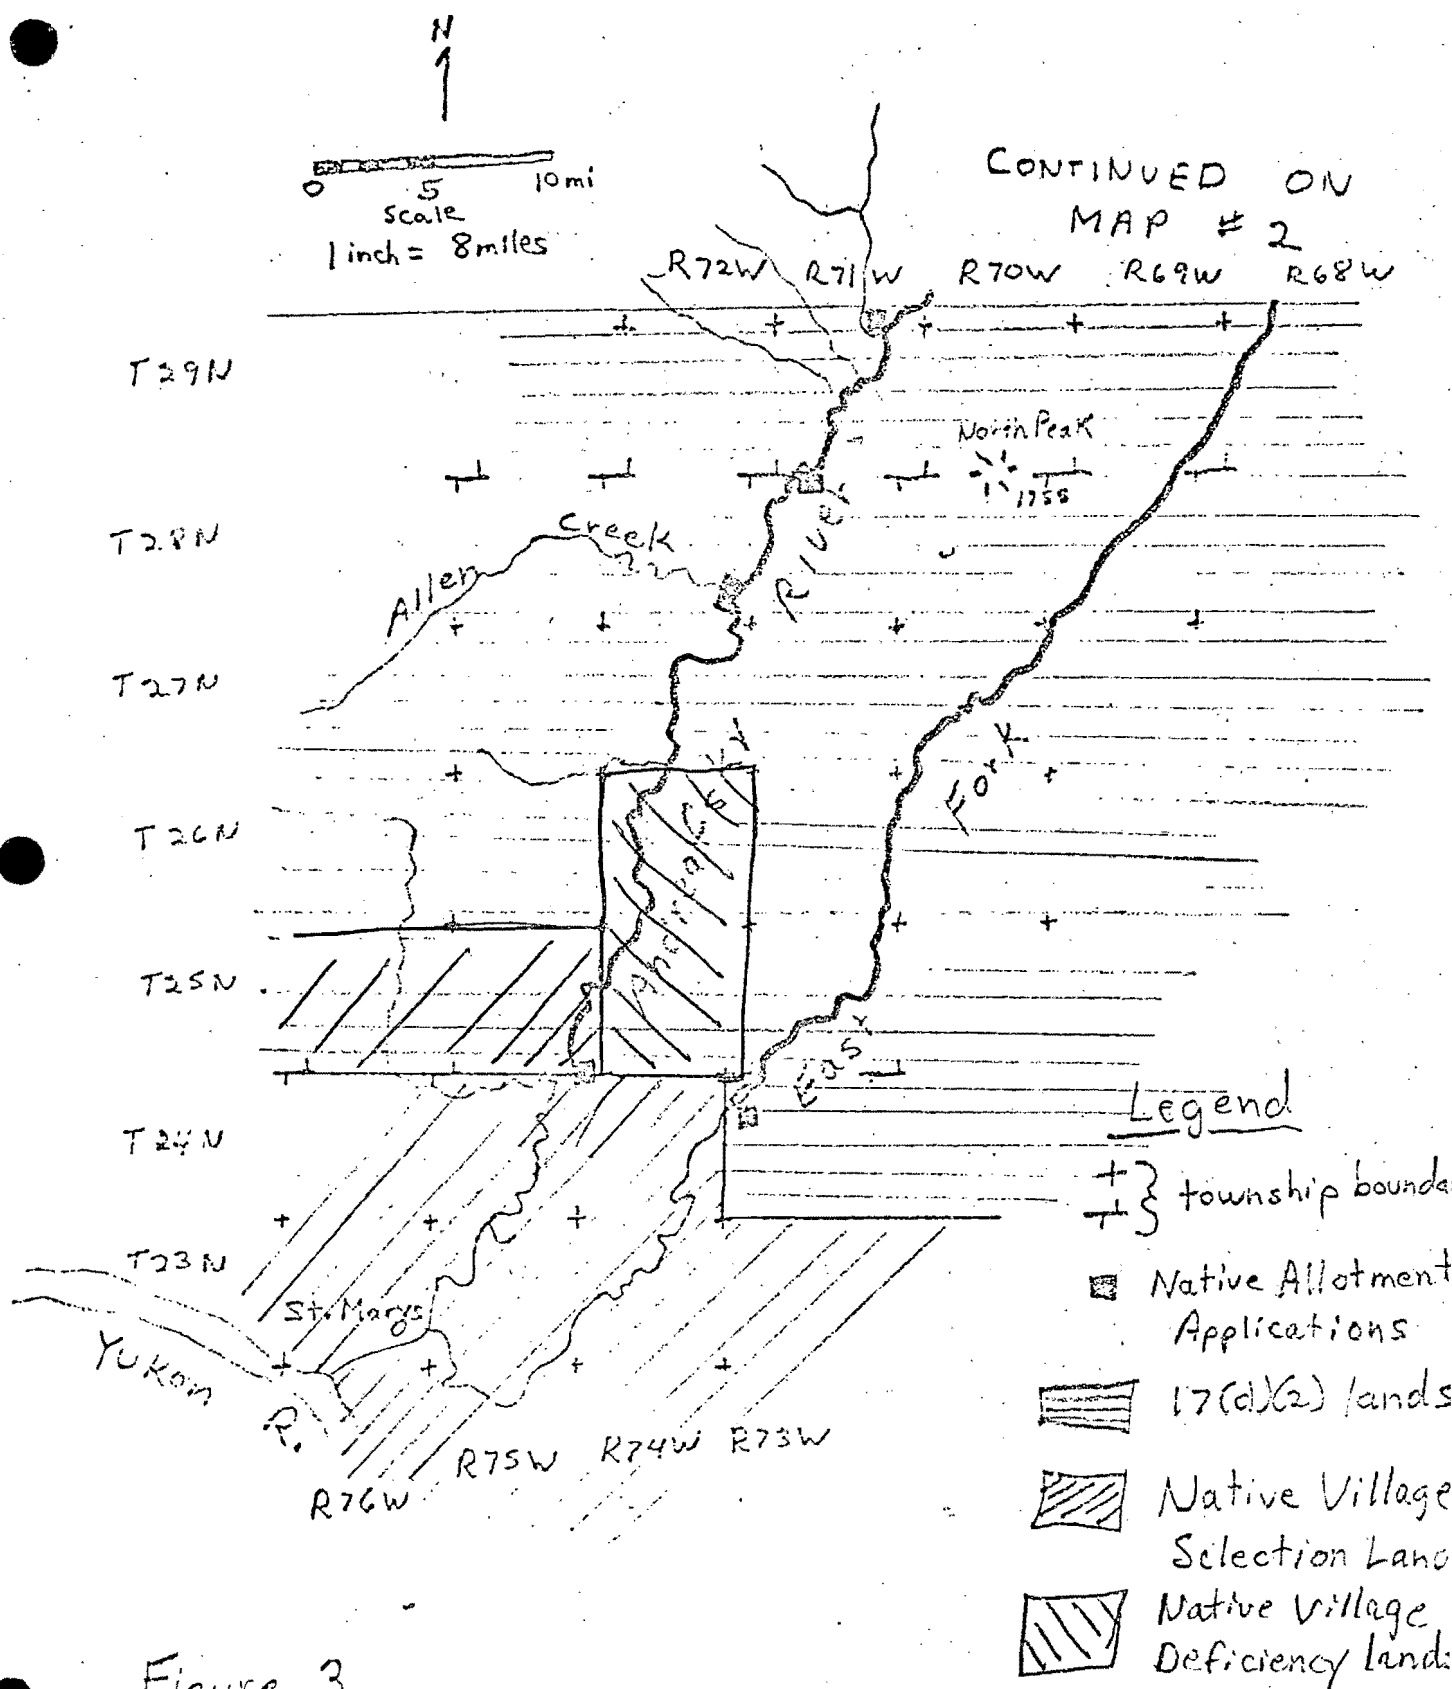 N
0 5 10mi
scale
1 inch = 8miles
CONTINUED ON
MAP # 2
R72W R71W R70W R69W R68W
T29N
North Peak
1755
T28N
Allen Creek
River
T27N
T26N
Fork
T25N
East
T24N
T23N
St. Marys
Yukon R.
R76W R75W R74W R73W
Legend
township bounda
Native Allotment
Applications
17(d)(2) lands
Native Village
Selection Land
Native Village
Deficiency lands
Figure 3